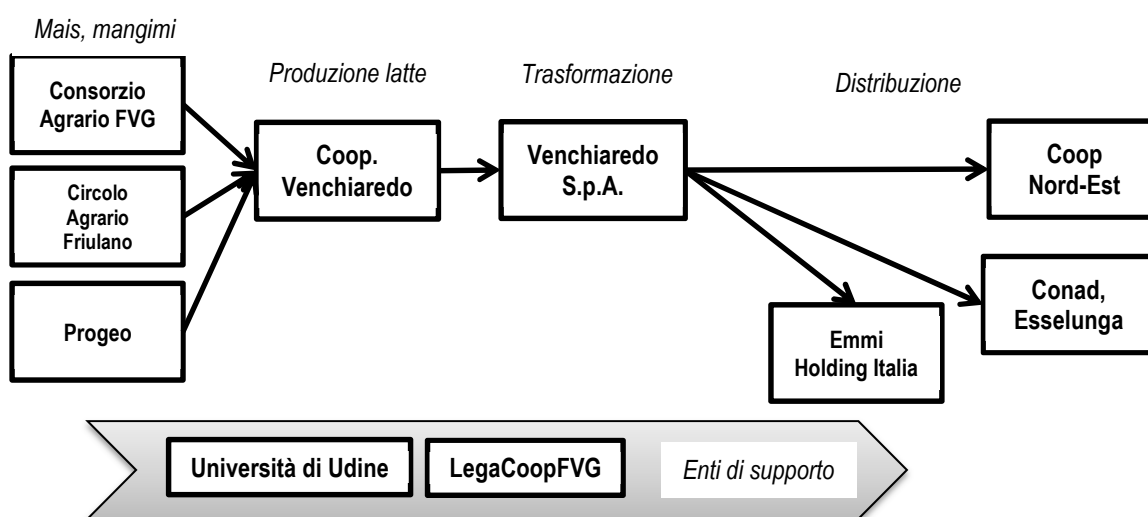 Mais, mangimi
Consorzio
Agrario FVG
Circolo
Agrario
Friulano
Progeo
Produzione latte
Coop.
Venchiaredo
Trasformazione
Venchiaredo
S.p.A.
Distribuzione
Coop
Nord-Est
Conad,
Esselunga
Emmi
Holding Italia
Università di Udine
LegaCoopFVG
Enti di supporto